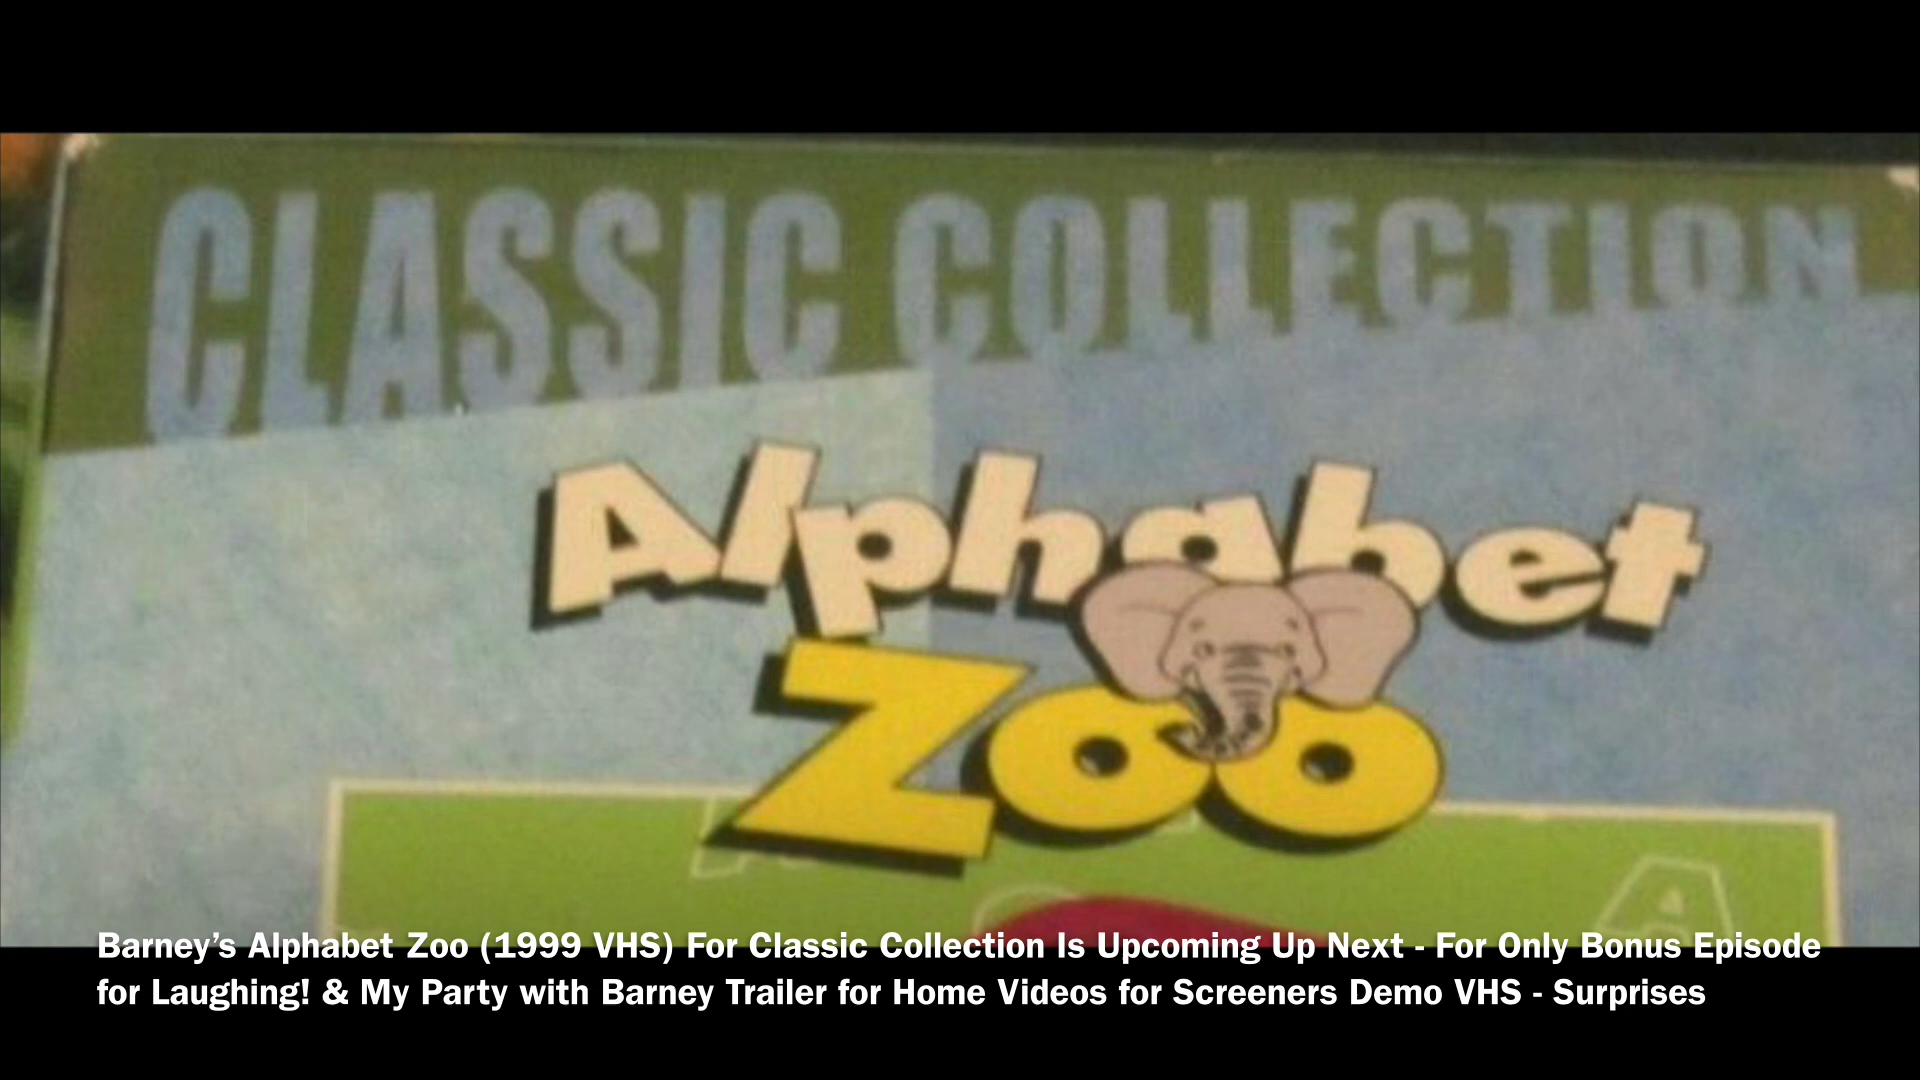 CLASSIC COLLECTION
Alphabet
Zoo
A
Barney’s Alphabet Zoo (1999 VHS) For Classic Collection Is Upcoming Up Next - For Only Bonus Episode
for Laughing! & My Party with Barney Trailer for Home Videos for Screeners Demo VHS - Surprises